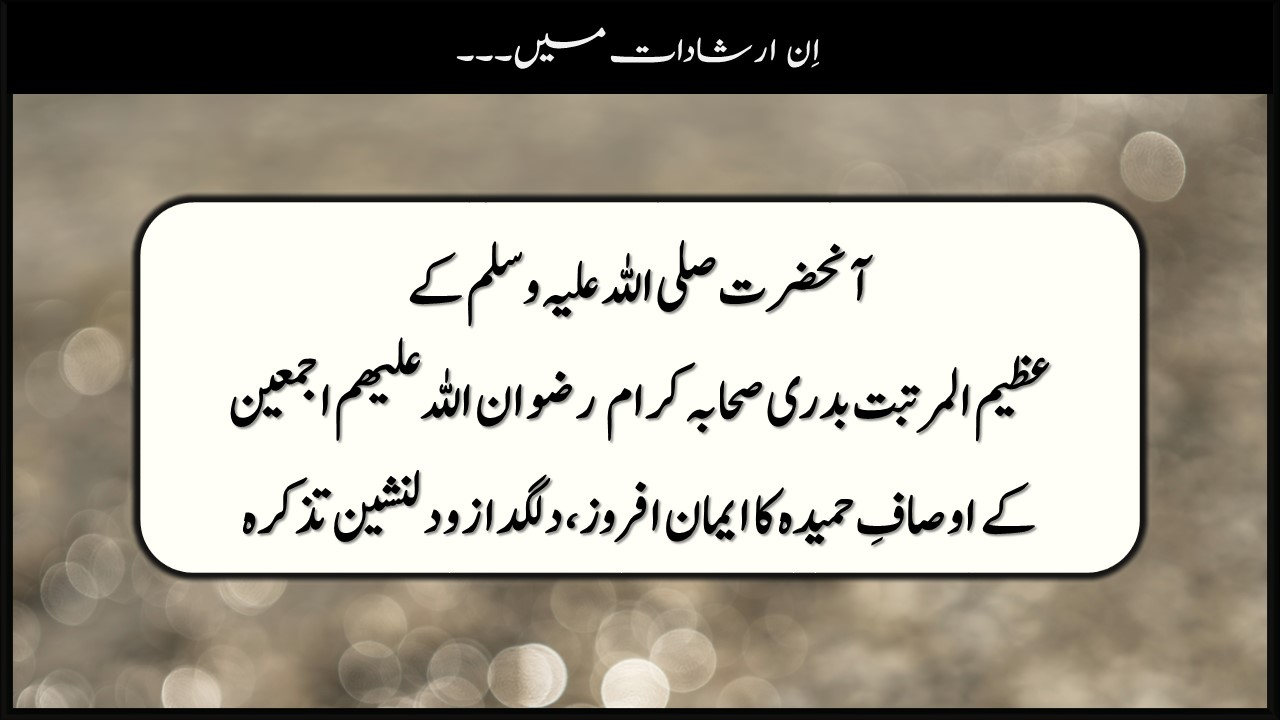 اِن ارشادات میں۔۔۔
آنحضرت صلی اللہ علیہ وسلم کے
عظیم المرتبت بدری صحابہ کرام رضوان اللہ علیھم اجمعین
کے اوصافِ حمیدہ کا ایمان افروز، دلگداز و دلنشین تذکرہ